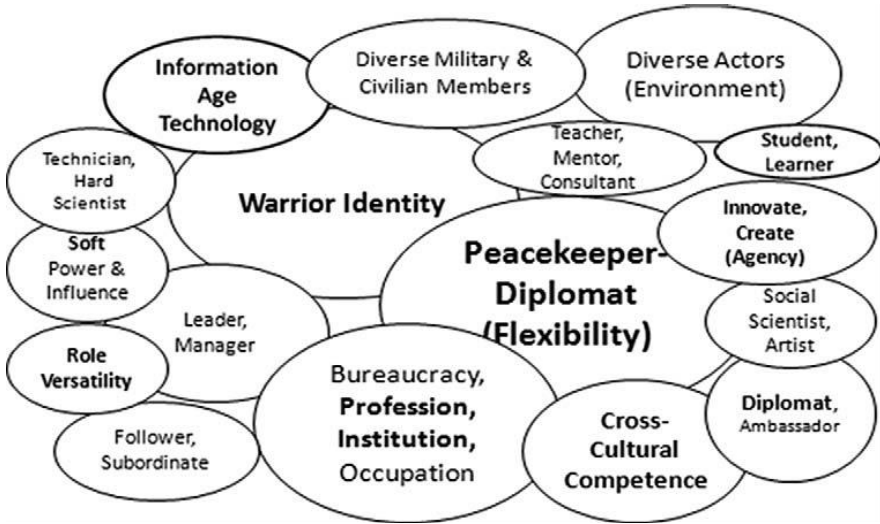 Information
Age
Technology
Diverse Military &
Civilian Members
Diverse Actors
(Environment)
Teacher,
Mentor,
Consultant
Student,
Learner
Technician,
Hard
Scientist
Warrior Identity
Innovate,
Create
(Agency)
Soft
Power &
Influence
Peacekeeper-
Diplomat
(Flexibility)
Social
Scientist,
Artist
Leader,
Manager
Role
Versatility
Bureaucracy,
Profession,
Institution,
Occupation
Cross-
Cultural
Competence
Diplomat,
Ambassador
Follower,
Subordinate